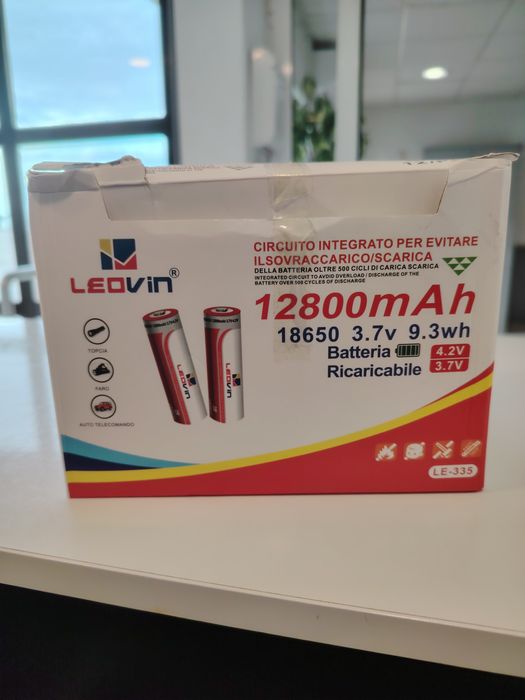 LEOVIN®
CIRCUITO INTEGRATO PER EVITARE
ILSOVRACCARICO/SCARICA
DELLA BATTERIA OLTRE 500 CICLI DI CARICA SCARICA
INTEGRATED CIRCUIT TO AVOID OVERLOAD / DISCHARGE OF THE
BATTERY OVER 500 CYCLES OF DISCHARGE
12800mAh
18650 3.7v 9.3wh
Batteria 4.2V
Ricaricabile 3.7V
TORCIA
FARO
AUTO TELECOMANDO
LEOVIN
LEOVIN
LE-335